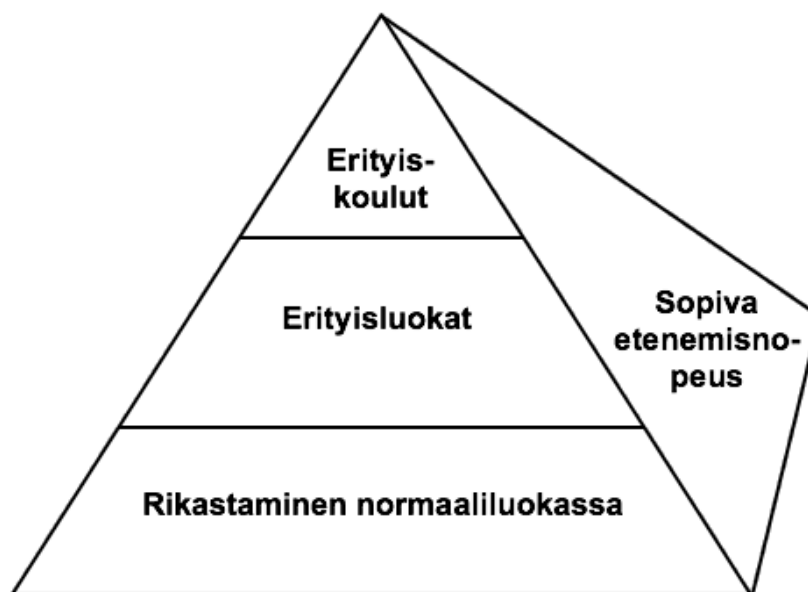 Erityis-
koulut
Erityisluokat
Sopiva
etenemisno-
peus
Rikastaminen normaaliluokassa